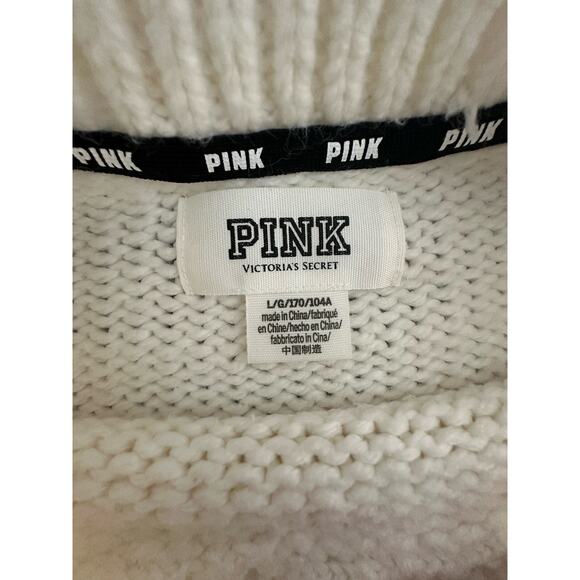 PINK PINK PINK PINK
PINK
VICTORIA'S SECRET
L/G/170/104A
made in China/fabriqué
en Chine/hecho en China/
fabbricato in Cina/
中国制造